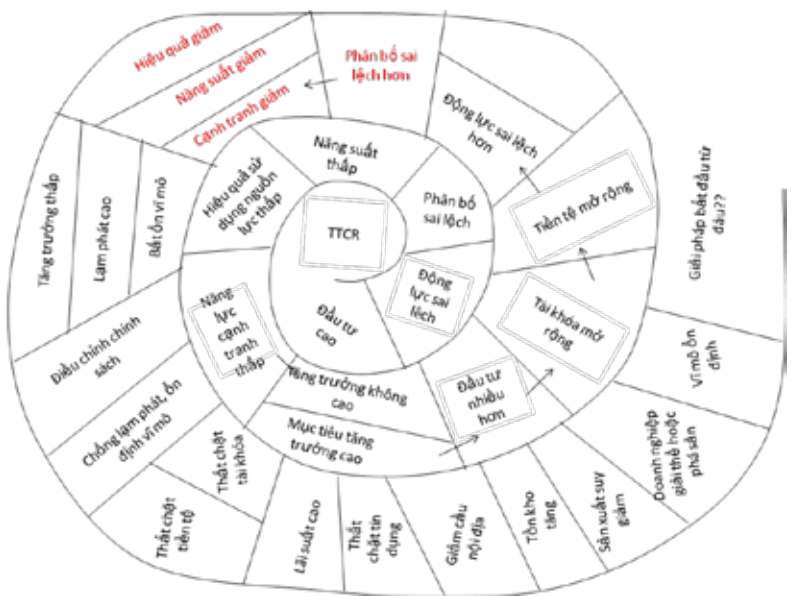 TTCR
Đầu tư
cao
Động
lực sai
lệch
Phân bổ
sai lệch
Năng suất
thấp
Hiệu quả sử
dụng nguồn
lực thấp
Năng
lực
cạnh
tranh
thấp
Tăng trưởng không
cao
Mục tiêu tăng
trưởng cao
Đầu tư
nhiều
hơn
Tài khóa mở
rộng
Tiền tệ mở rộng
Động lực sai lệch
hơn
Phân bổ sai
lệch hơn
Cạnh tranh giảm
Năng suất giảm
Hiệu quả giảm
Bất ổn vĩ mô
Lạm phát cao
Tăng trưởng thấp
Điều chỉnh chính
sách
Chống lạm phát, ổn
định vĩ mô
Thắt chặt
tài khóa
Thắt chặt
tiền tệ
Lãi suất cao
Thắt
chặt tín
dụng
Giảm cầu
nội địa
Tồn kho
tăng
Sản xuất suy
giảm
Doanh nghiệp
giải thể hoặc
phá sản
Vĩ mô ổn
định
Giải pháp bắt đầu từ
đâu??